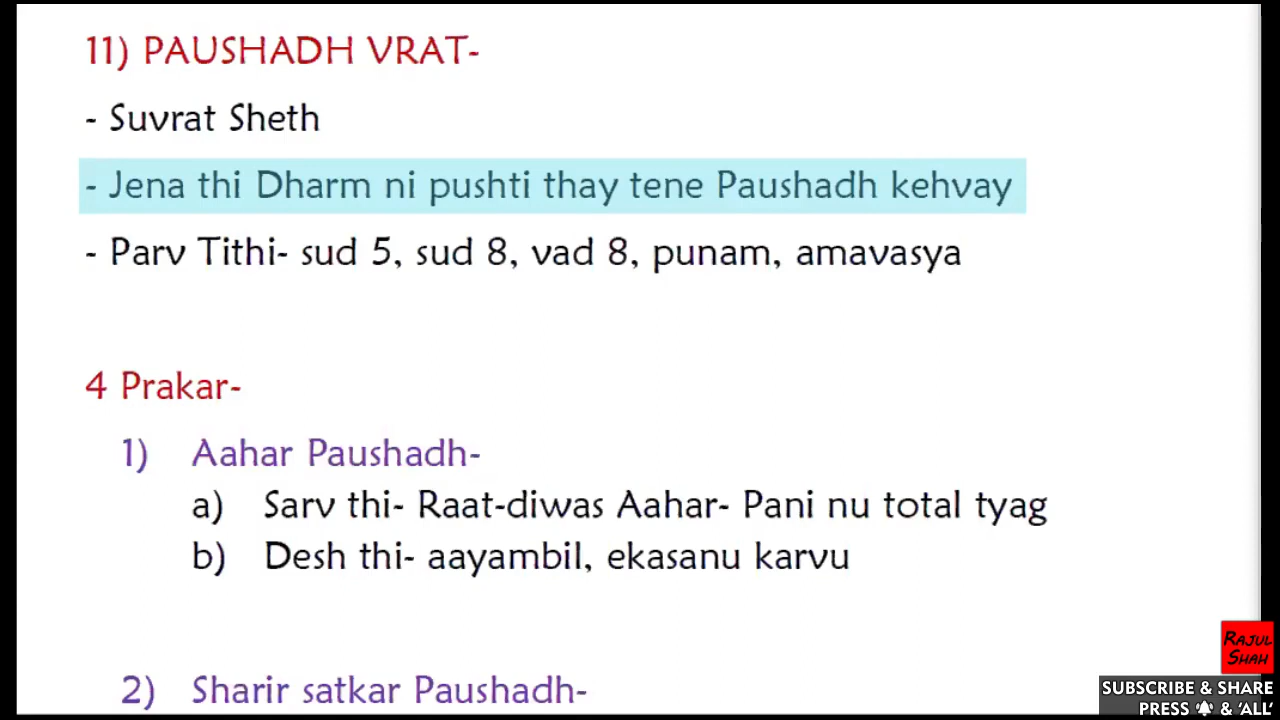 11) PAUSHADH VRAT-
- Suvrat Sheth
- Jena thi Dharm ni pushti thay tene Paushadh kehvay
- Parv Tithi- sud 5, sud 8, vad 8, punam, amavasya
4 Prakar-
1) Aahar Paushadh-
a) Sarv thi- Raat-diwas Aahar- Pani nu total tyag
b) Desh thi- aayambil, ekasanu karvu
2) Sharir satkar Paushadh-
RAJUL
SHAH
SUBSCRIBE & SHARE
PRESS 🔔 & 'ALL'